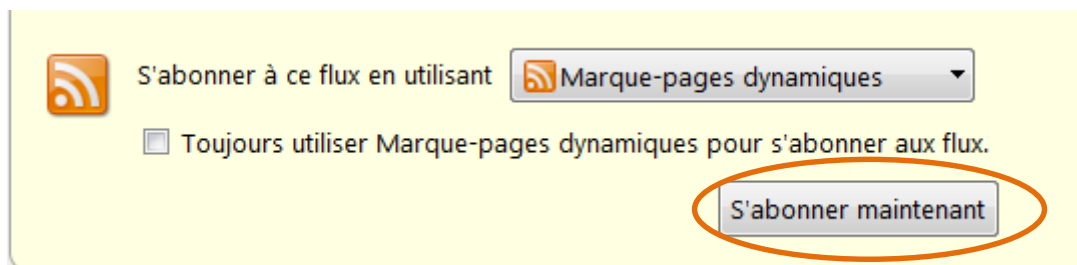 S'abonner à ce flux en utilisant Marque-pages dynamiques
Toujours utiliser Marque-pages dynamiques pour s'abonner aux flux.
S'abonner maintenant